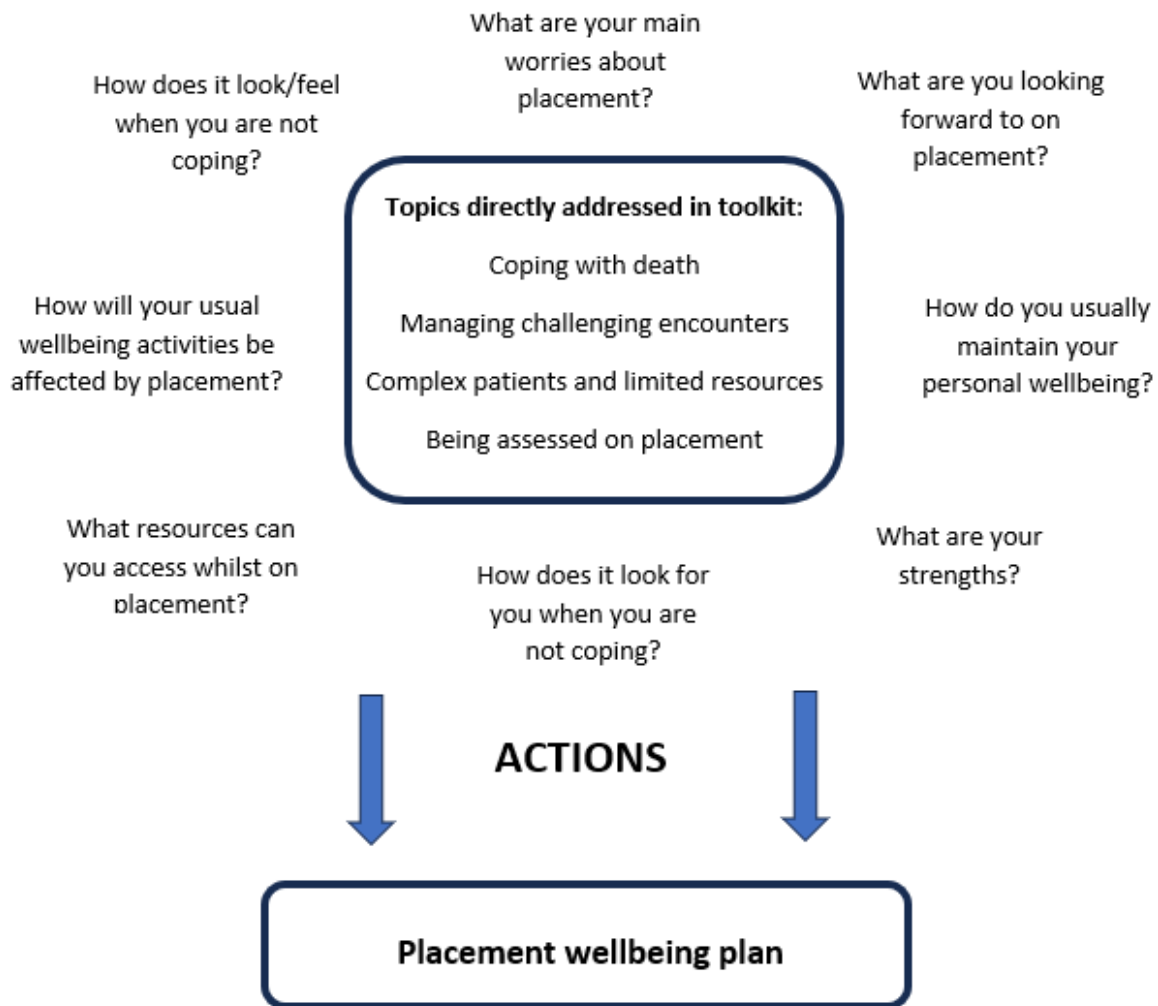 What are your main
worries about
placement?
How does it look/feel
when you are not
coping?
What are you looking
forward to on
placement?
Topics directly addressed in toolkit:
Coping with death
Managing challenging encounters
Complex patients and limited resources
Being assessed on placement
How will your usual
wellbeing activities be
affected by placement?
How do you usually
maintain your
personal wellbeing?
What resources can
you access whilst on
placement?
How does it look for
you when you are
not coping?
What are your
strengths?
ACTIONS
Placement wellbeing plan